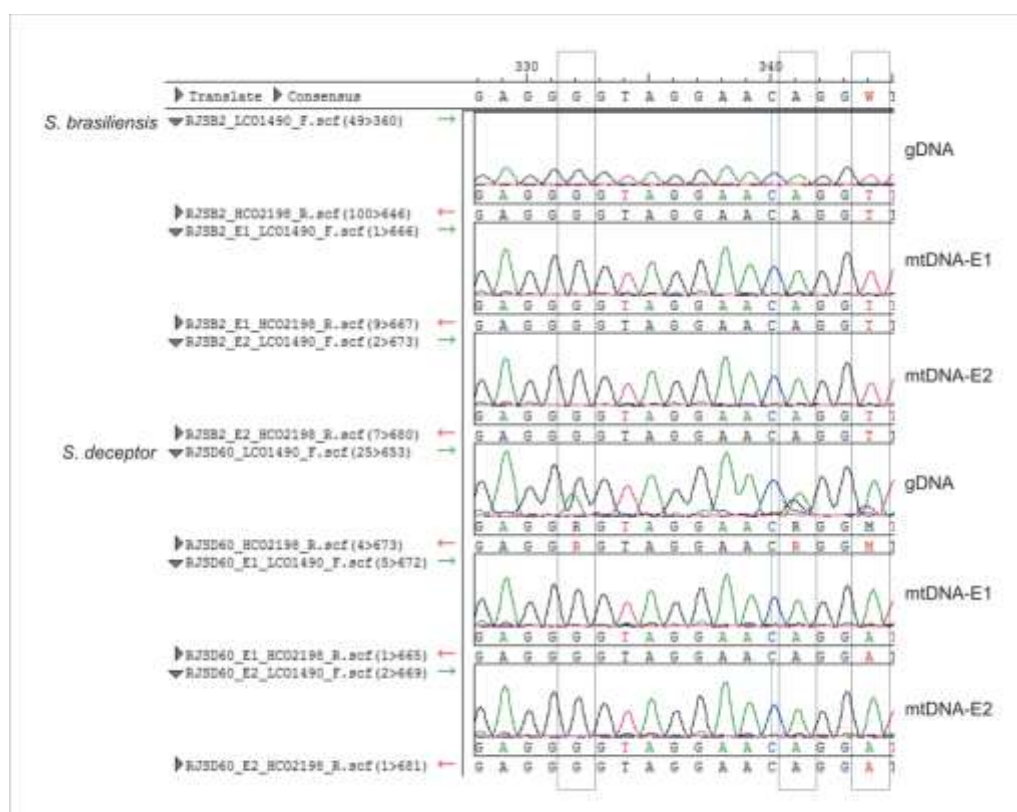 330 340
Translate Consensus G A G G G G T A G G A A C A G G W
S. brasiliensis RJSB2_LCO1490_F.scf(49>360) → gDNA
G A G G G G T A G G A A C A G G T
RJSB2_HCO2198_R.scf(100>646) ← G A G G G G T A G G A A C A G G T
RJSB2_E1_LCO1490_F.scf(1>666) → mtDNA-E1
G A G G G G T A G G A A C A G G T
RJSB2_E1_HCO2198_R.scf(9>667) ← G A G G G G T A G G A A C A G G T
RJSB2_E2_LCO1490_F.scf(2>673) → mtDNA-E2
G A G G G G T A G G A A C A G G T
RJSB2_E2_HCO2198_R.scf(7>680) ← G A G G G G T A G G A A C A G G T
S. deceptor RJSD60_LCO1490_F.scf(25>653) → gDNA
G A G G R G T A G G A A C R G G M
RJSD60_HCO2198_R.scf(4>673) ← G A G G R G T A G G A A C R G G M
RJSD60_E1_LCO1490_F.scf(5>672) → mtDNA-E1
G A G G G G T A G G A A C A G G A
RJSD60_E1_HCO2198_R.scf(1>665) ← G A G G G G T A G G A A C A G G A
RJSD60_E2_LCO1490_F.scf(2>669) → mtDNA-E2
G A G G G G T A G G A A C A G G A
RJSD60_E2_HCO2198_R.scf(1>681) ← G A G G G G T A G G A A C A G G A